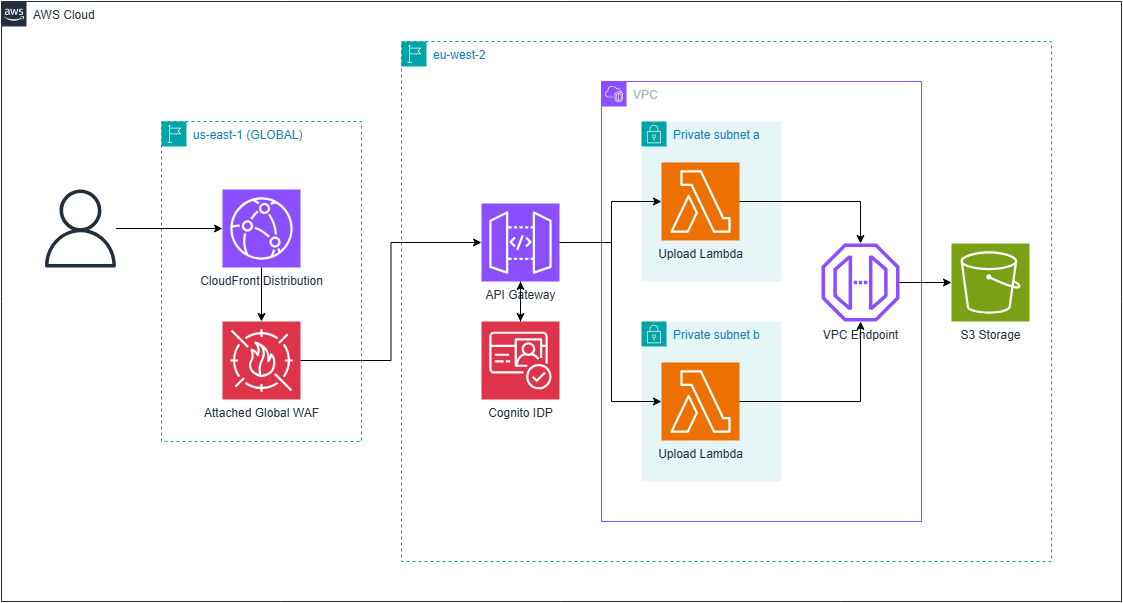 aws
AWS Cloud
eu-west-2
VPC
us-east-1 (GLOBAL)
Private subnet a
Upload Lambda
CloudFront Distribution
API Gateway
</>
VPC Endpoint
S3 Storage
Private subnet b
Attached Global WAF
Cognito IDP
Upload Lambda